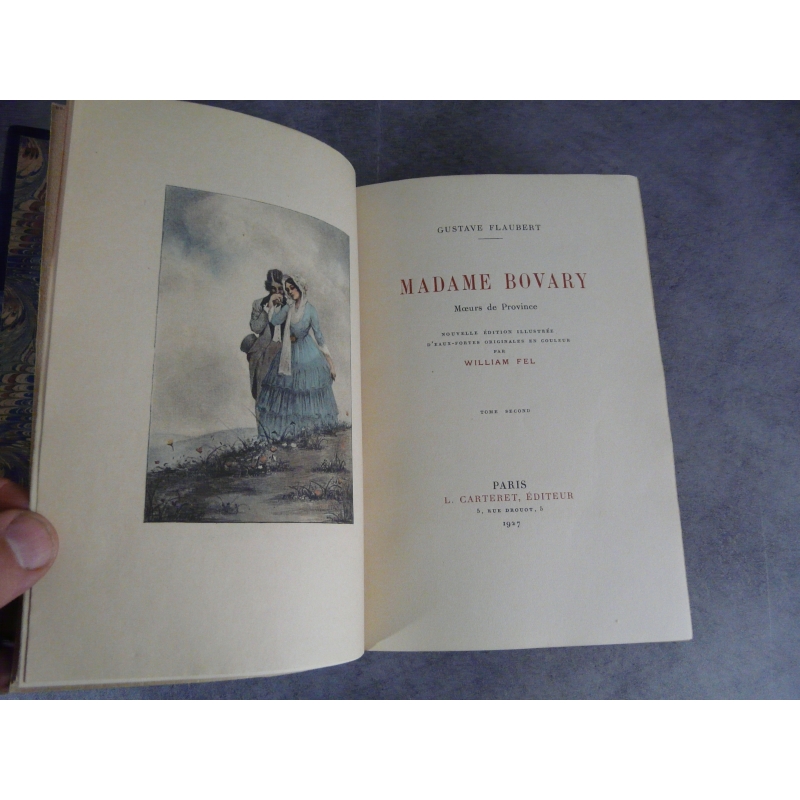 GUSTAVE FLAUBERT
MADAME BOVARY
Mœurs de Province
NOUVELLE ÉDITION ILLUSTRÉE
D'EAUX-FORTES ORIGINALES EN COULEUR
PAR
WILLIAM FEL
TOME SECOND
PARIS
L. CARTERET, ÉDITEUR
5, RUE DROUOT, 5
1927